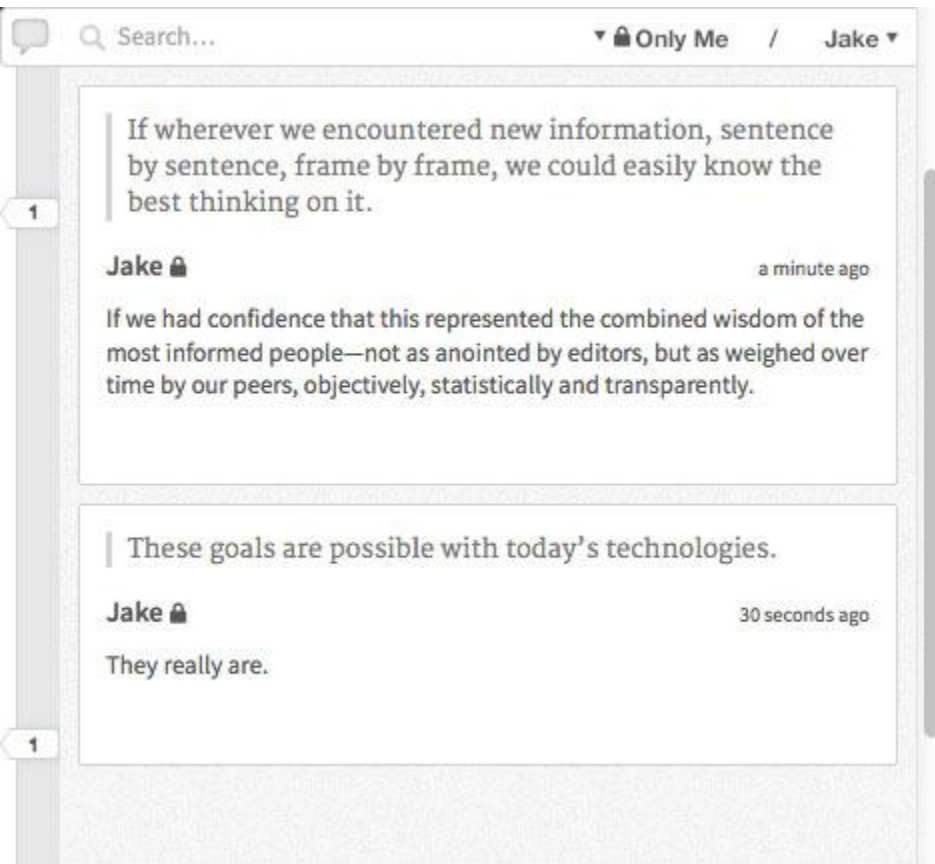 Search...
Only Me / Jake
If wherever we encountered new information, sentence
by sentence, frame by frame, we could easily know the
best thinking on it.
1
Jake
a minute ago
If we had confidence that this represented the combined wisdom of the
most informed people—not as anointed by editors, but as weighed over
time by our peers, objectively, statistically and transparently.
These goals are possible with today’s technologies.
Jake
30 seconds ago
They really are.
1